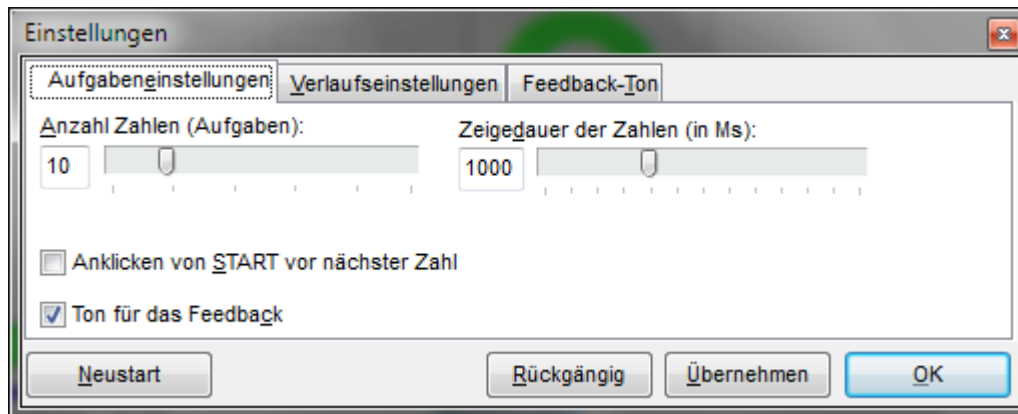 Einstellungen
Aufgabeneinstellungen Verlaufseinstellungen Feedback-Ton
Anzahl Zahlen (Aufgaben): Zeigedauer der Zahlen (in Ms):
10 1000
Anklicken von START vor nächster Zahl
Ton für das Feedback
Neustart Rückgängig Übernehmen OK